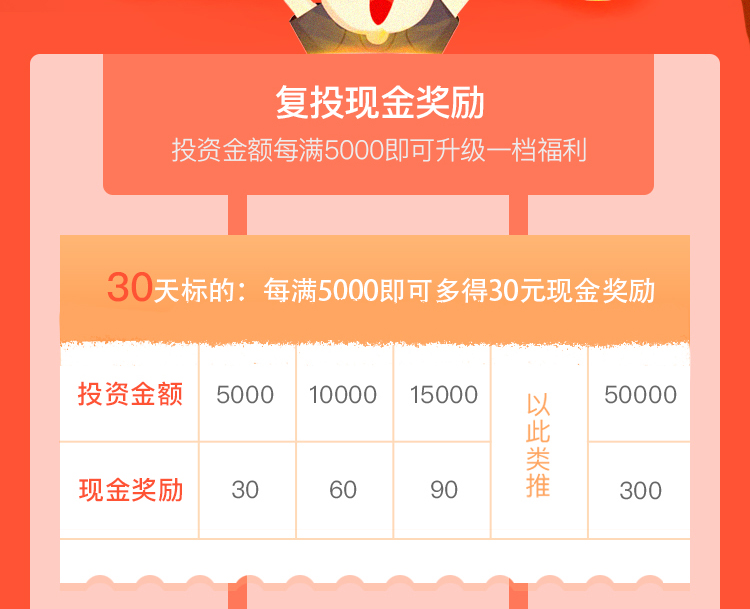 复投现金奖励
投资金额每满5000即可升级一档福利
30天标的：每满5000即可多得30元现金奖励
投资金额 5000 10000 15000 以此类推 50000
现金奖励 30 60 90 300